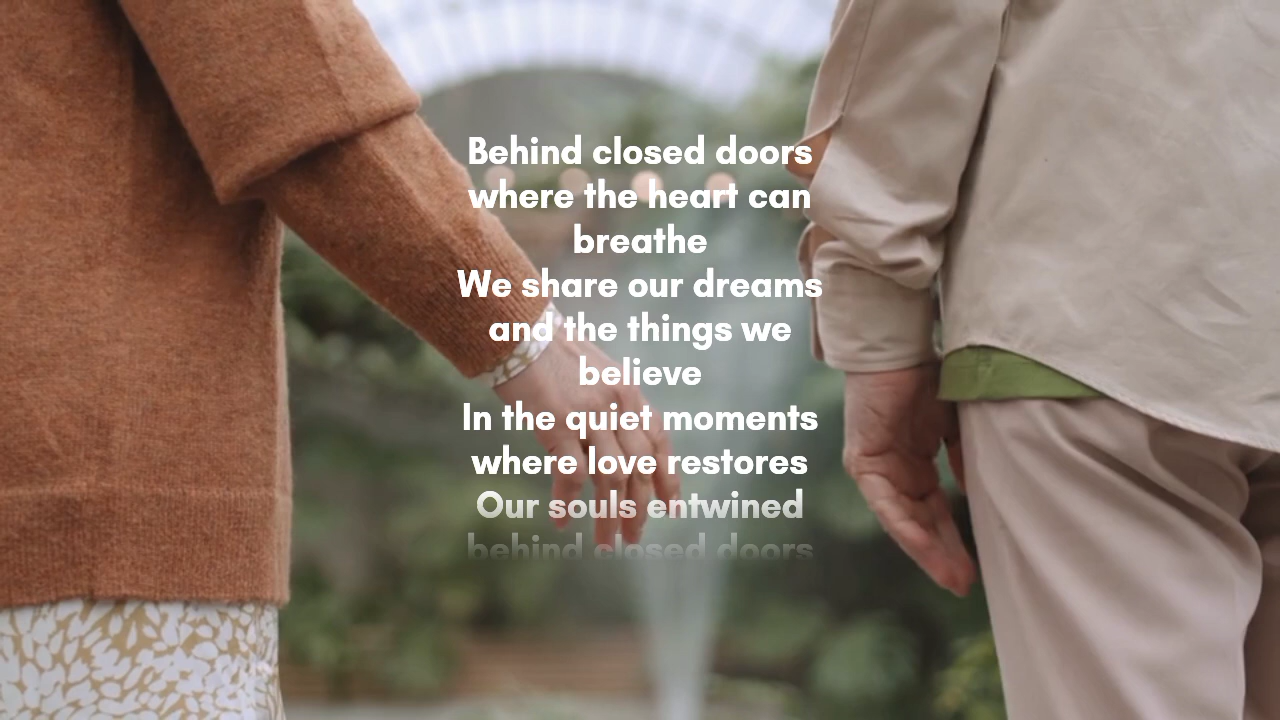 Behind closed doors
where the heart can
breathe
We share our dreams
and the things we
believe
In the quiet moments
where love restores
Our souls entwined
behind closed doors